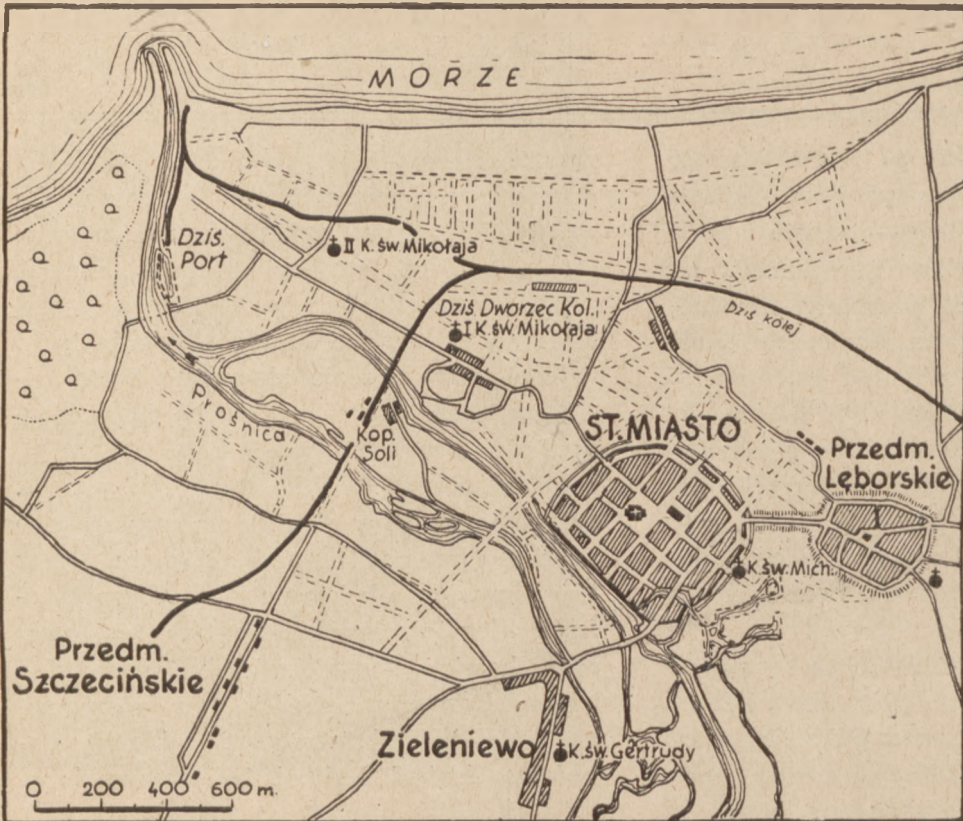 MORZE
Dziś.
Port
II K. św. Mikołaja
Dziś Dworzec Kol.
I K. św. Mikołaja
Dziś kolej
Prośnica
Kop.
Soli
ST. MIASTO
Przedm.
Lęborskie
K św. Mich.
Przedm.
Szczecińskie
Zieleniewo
K. św. Gertrudy
0 200 400 600 m.